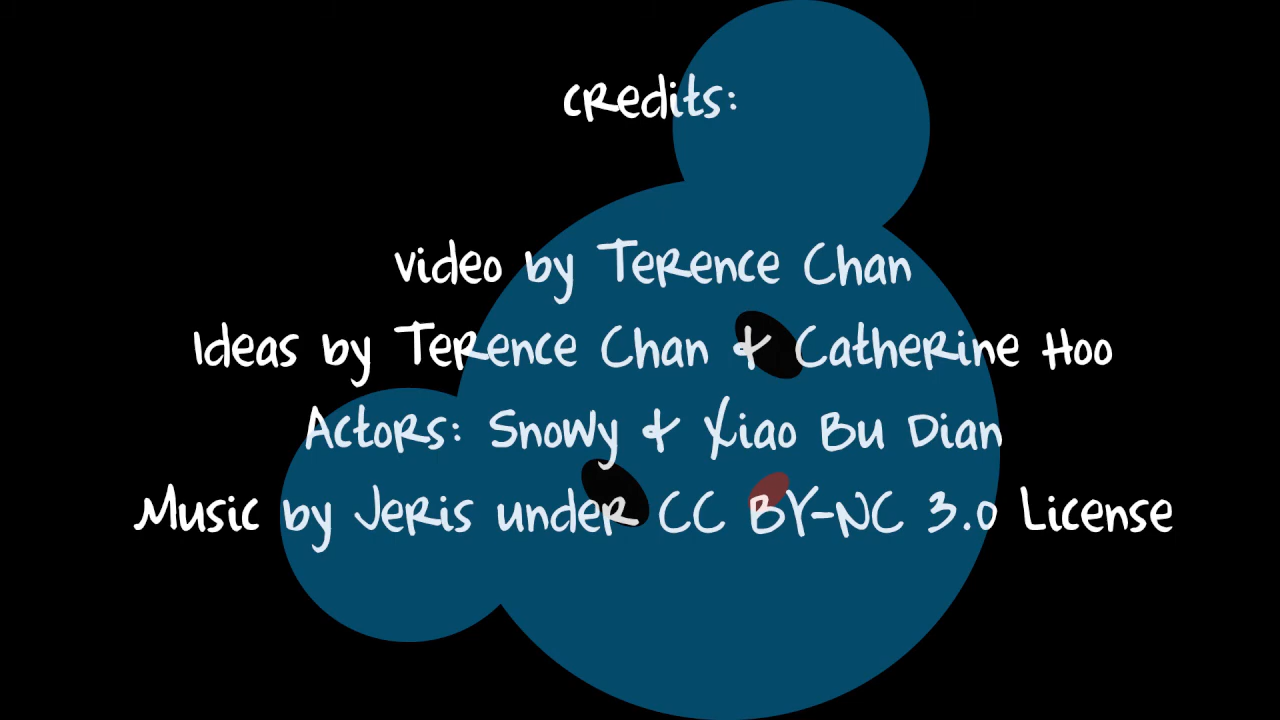 credits:
video by Terence Chan
Ideas by Terence Chan & Catherine Hoo
Actors: Snowy & Xiao Bu Dian
Music by Jeris under CC BY-NC 3.0 License